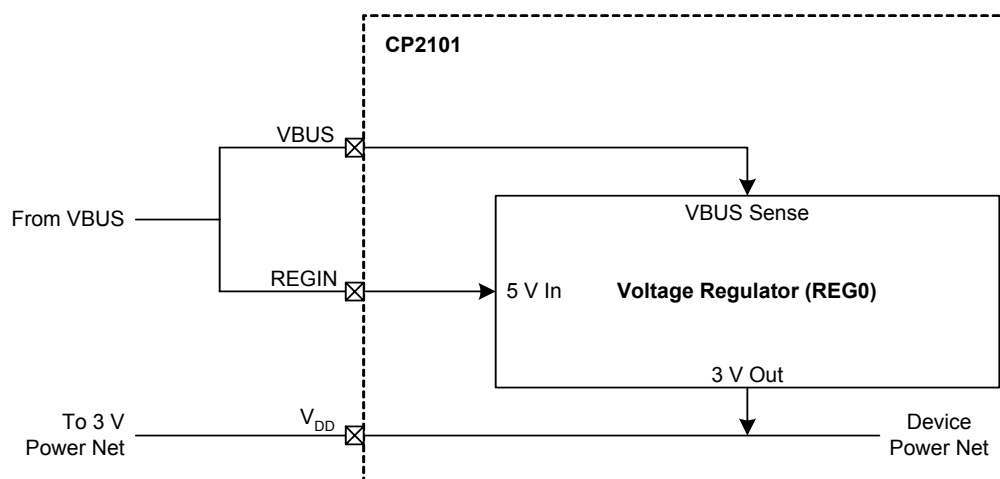 CP2101
VBUS
From VBUS
VBUS Sense
REGIN
5 V In
Voltage Regulator (REG0)
3 V Out
To 3 V
Power Net
VDD
Device
Power Net